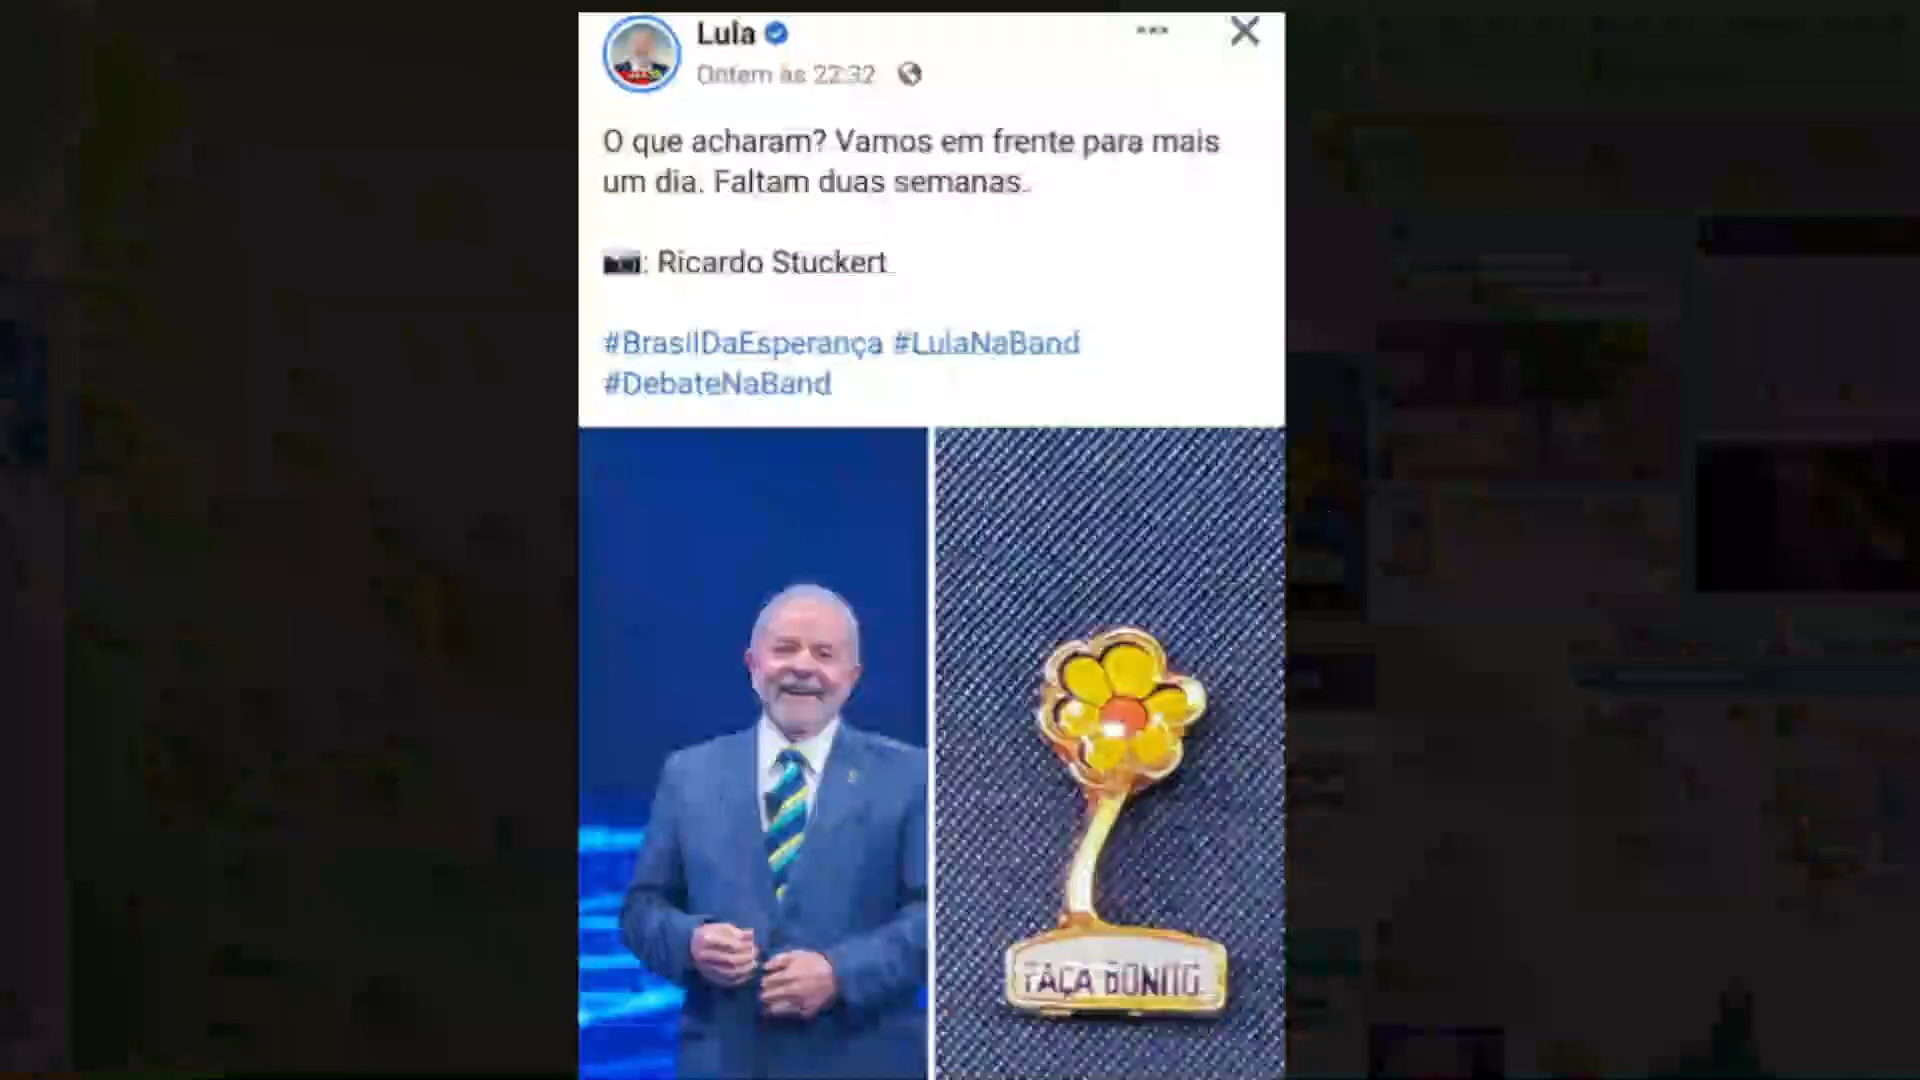 Lula
Ontem às 22:32
O que acharam? Vamos em frente para mais
um dia. Faltam duas semanas.
📷: Ricardo Stuckert
#BrasilDaEsperança #LulaNaBand
#DebateNaBand
FAÇA BONITO